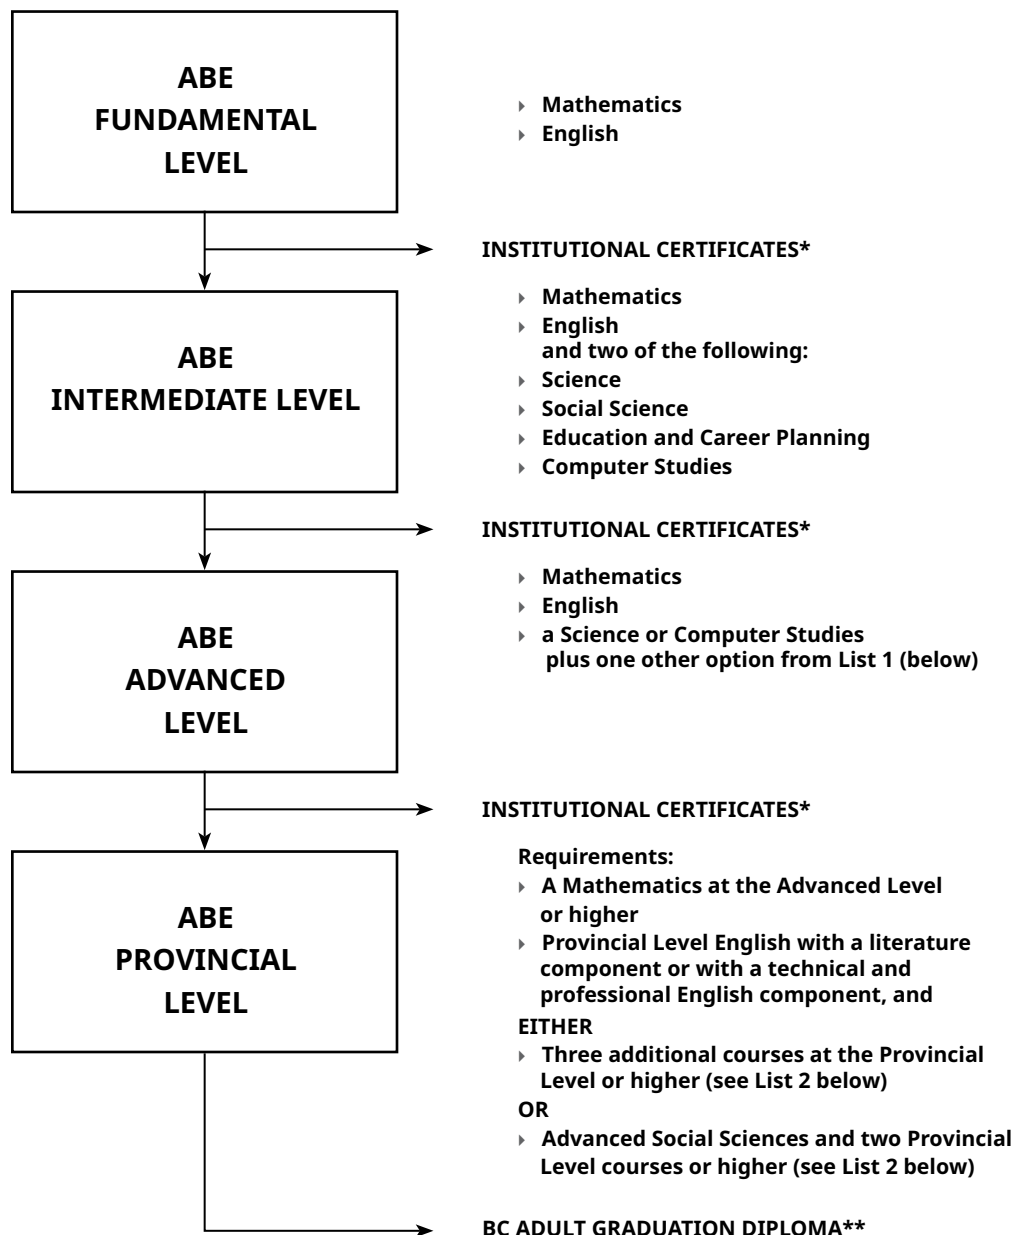 ABE
FUNDAMENTAL
LEVEL
Mathematics
English
INSTITUTIONAL CERTIFICATES*
ABE
INTERMEDIATE LEVEL
Mathematics
English
and two of the following:
Science
Social Science
Education and Career Planning
Computer Studies
INSTITUTIONAL CERTIFICATES*
ABE
ADVANCED
LEVEL
Mathematics
English
a Science or Computer Studies
plus one other option from List 1 (below)
INSTITUTIONAL CERTIFICATES*
ABE
PROVINCIAL
LEVEL
Requirements:
A Mathematics at the Advanced Level
or higher
Provincial Level English with a literature
component or with a technical and
professional English component, and
EITHER
Three additional courses at the Provincial
Level or higher (see List 2 below)
OR
Advanced Social Sciences and two Provincial
Level courses or higher (see List 2 below)
BC ADULT GRADUATION DIPLOMA**